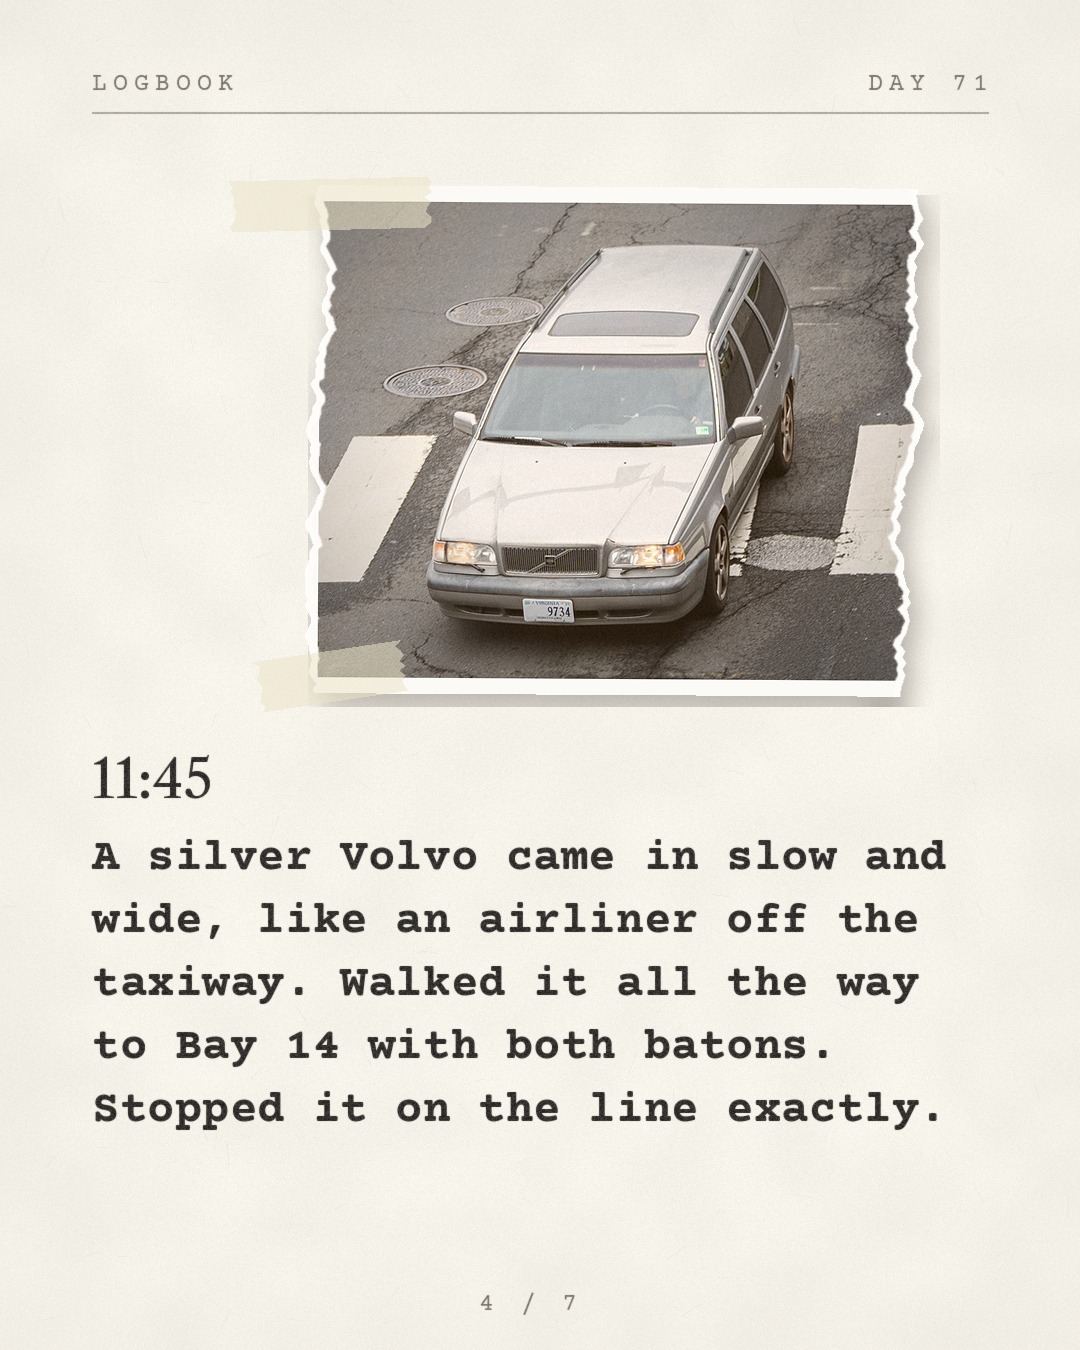 LOGBOOK
DAY 71
9734
11:45
A silver Volvo came in slow and
wide, like an airliner off the
taxiway. Walked it all the way
to Bay 14 with both batons.
Stopped it on the line exactly.
4 / 7